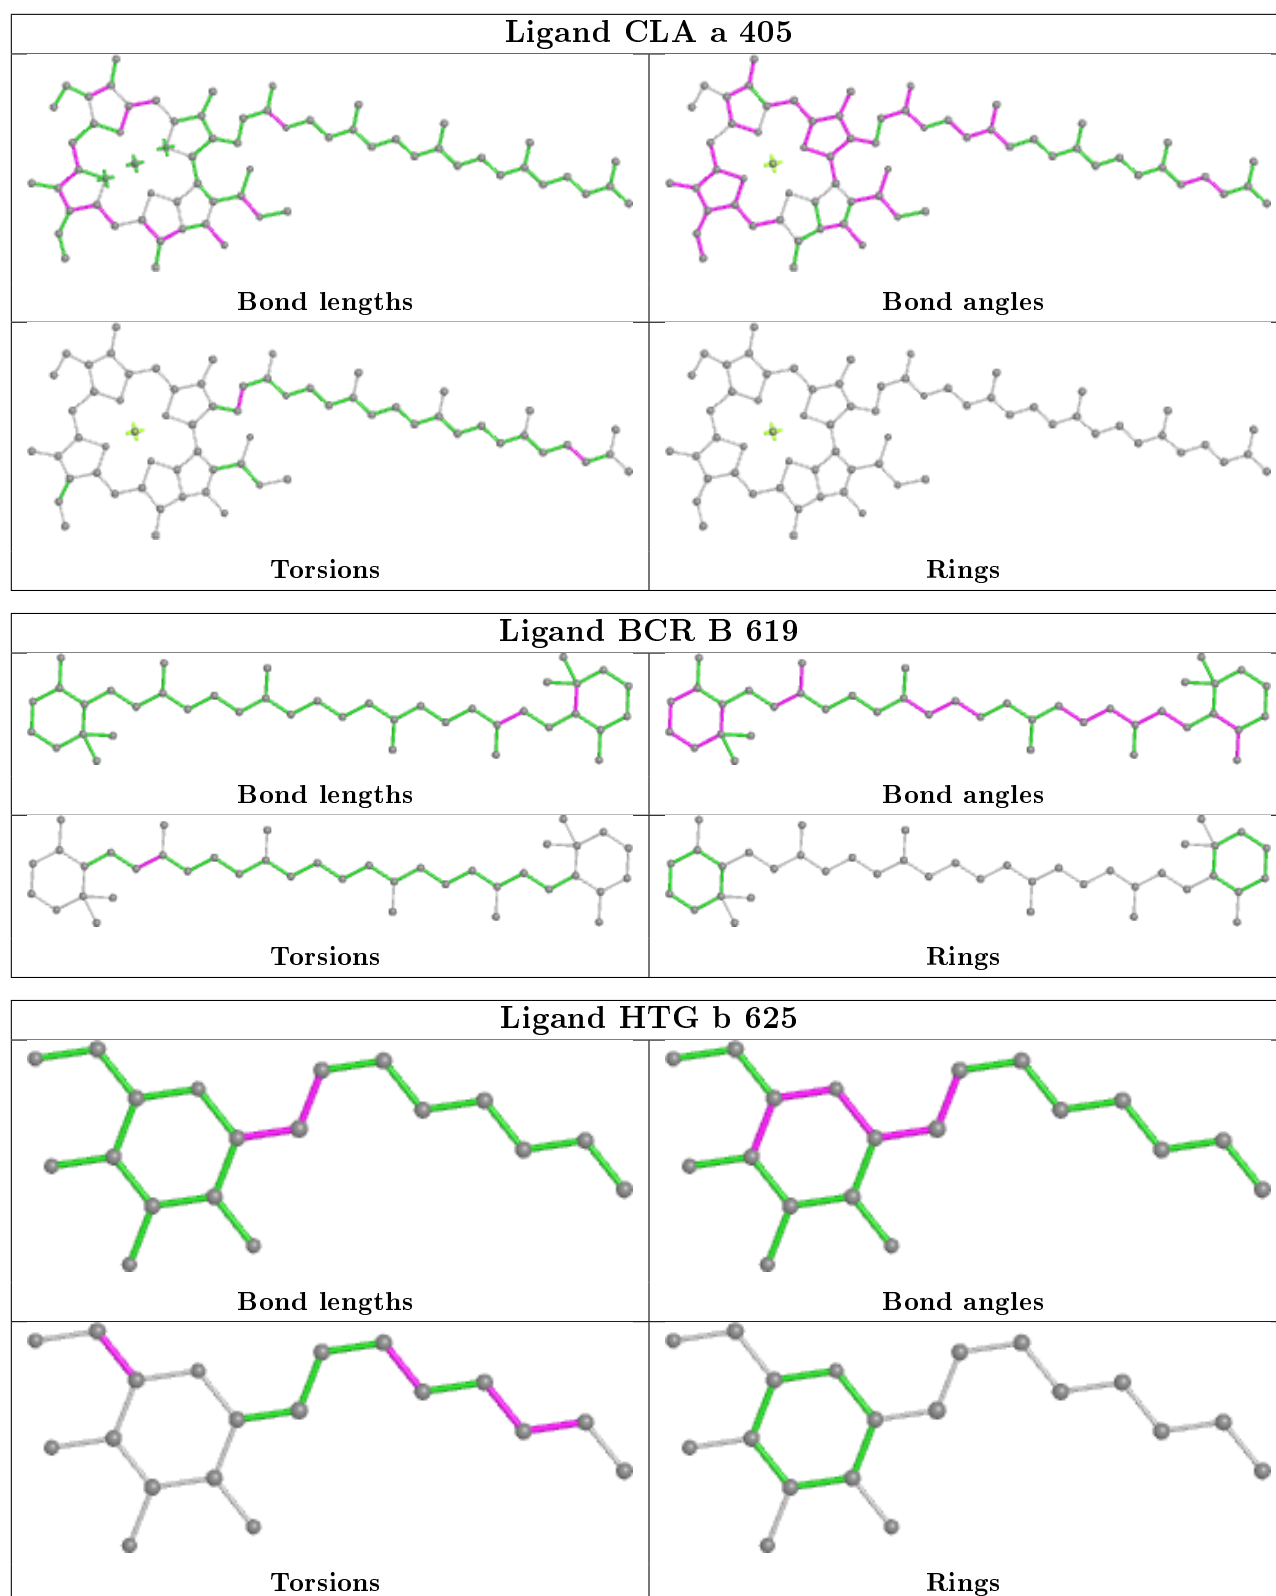 Ligand CLA a 405
Bond lengths
Bond angles
Torsions
Rings
Ligand BCR B 619
Bond lengths
Bond angles
Torsions
Rings
Ligand HTG b 625
Bond lengths
Bond angles
Torsions
Rings